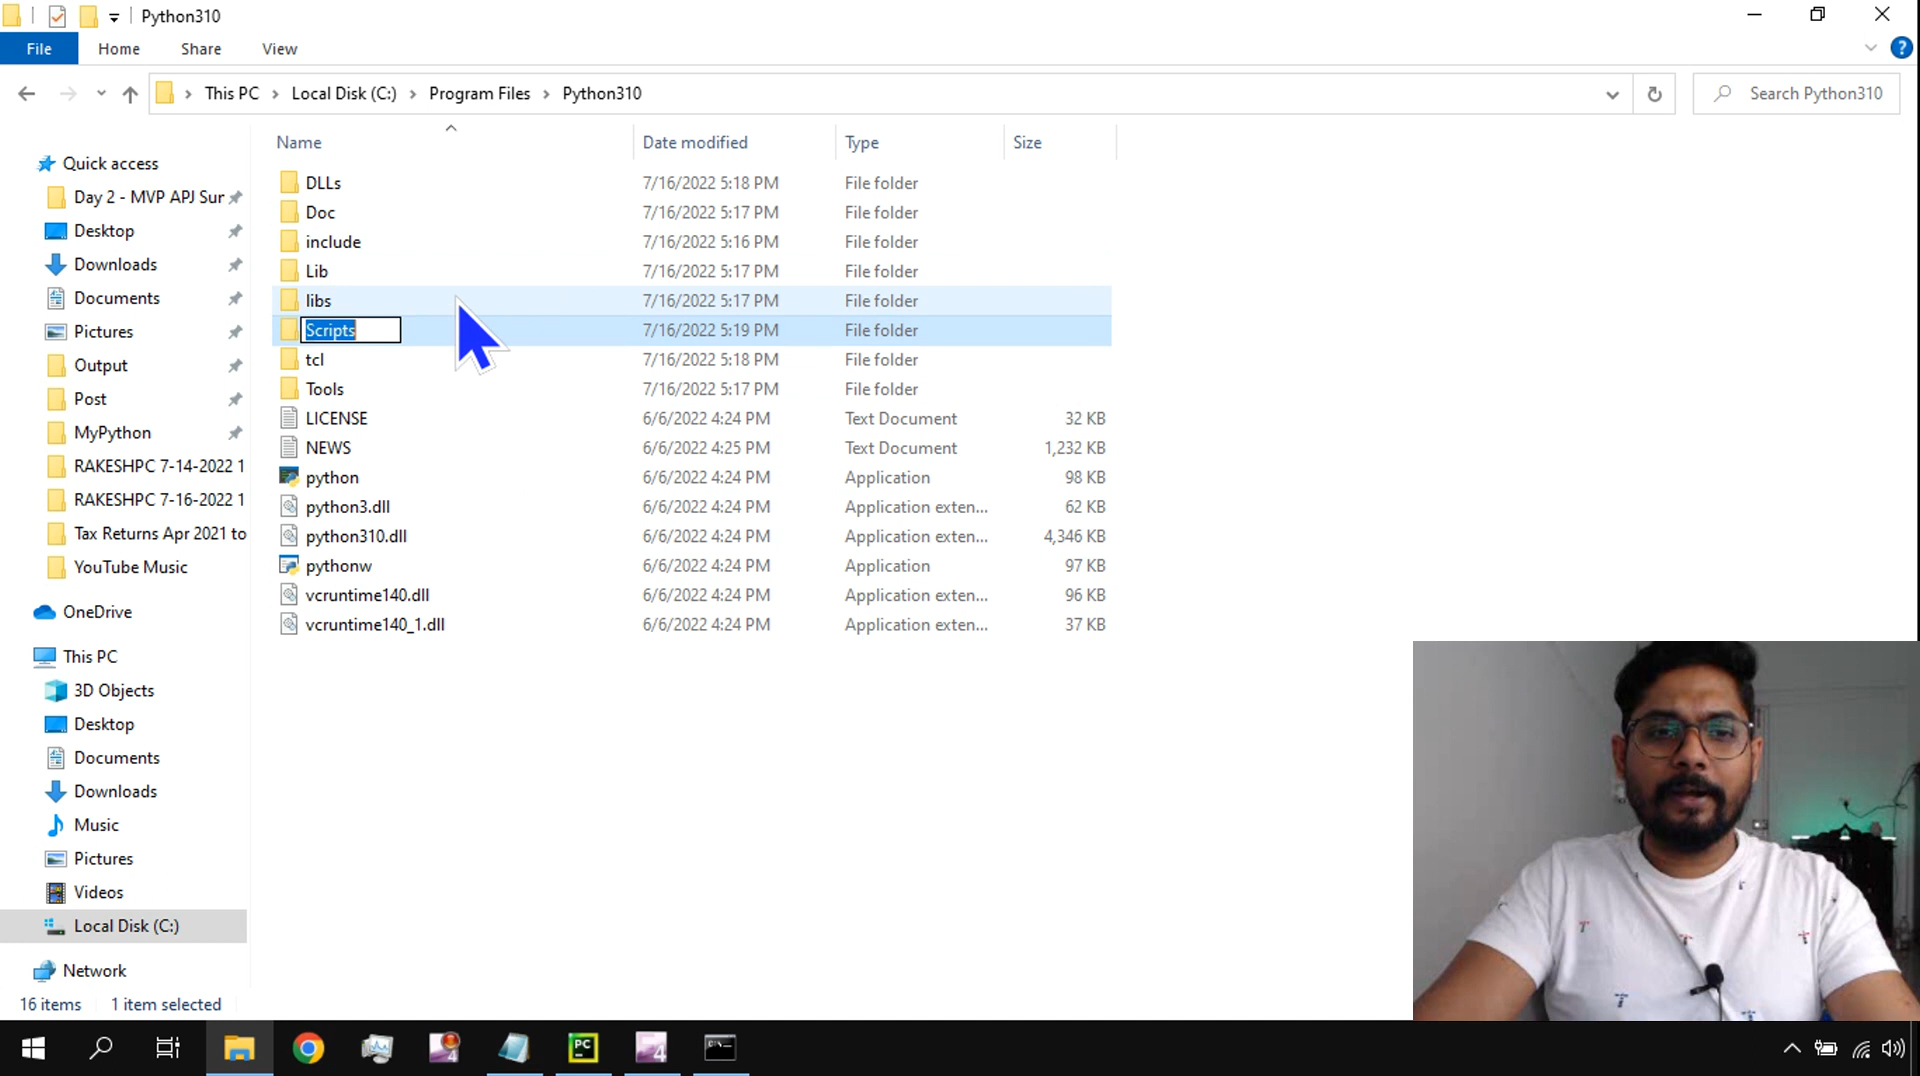 Python310
File Home Share View
This PC Local Disk (C:) Program Files Python310
Search Python310
Name Date modified Type Size
Quick access
Day 2 - MVP APJ Sur
Desktop
Downloads
Documents
Pictures
Output
Post
MyPython
RAKESHPC 7-14-2022 1
RAKESHPC 7-16-2022 1
Tax Returns Apr 2021 to
YouTube Music
OneDrive
This PC
3D Objects
Desktop
Documents
Downloads
Music
Pictures
Videos
Local Disk (C:)
Network
DLLs 7/16/2022 5:18 PM File folder
Doc 7/16/2022 5:17 PM File folder
include 7/16/2022 5:16 PM File folder
Lib 7/16/2022 5:17 PM File folder
libs 7/16/2022 5:17 PM File folder
Scripts 7/16/2022 5:19 PM File folder
tcl 7/16/2022 5:18 PM File folder
Tools 7/16/2022 5:17 PM File folder
LICENSE 6/6/2022 4:24 PM Text Document 32 KB
NEWS 6/6/2022 4:25 PM Text Document 1,232 KB
python 6/6/2022 4:24 PM Application 98 KB
python3.dll 6/6/2022 4:24 PM Application exten... 62 KB
python310.dll 6/6/2022 4:24 PM Application exten... 4,346 KB
pythonw 6/6/2022 4:24 PM Application 97 KB
vcruntime140.dll 6/6/2022 4:24 PM Application exten... 96 KB
vcruntime140_1.dll 6/6/2022 4:24 PM Application exten... 37 KB
16 items 1 item selected